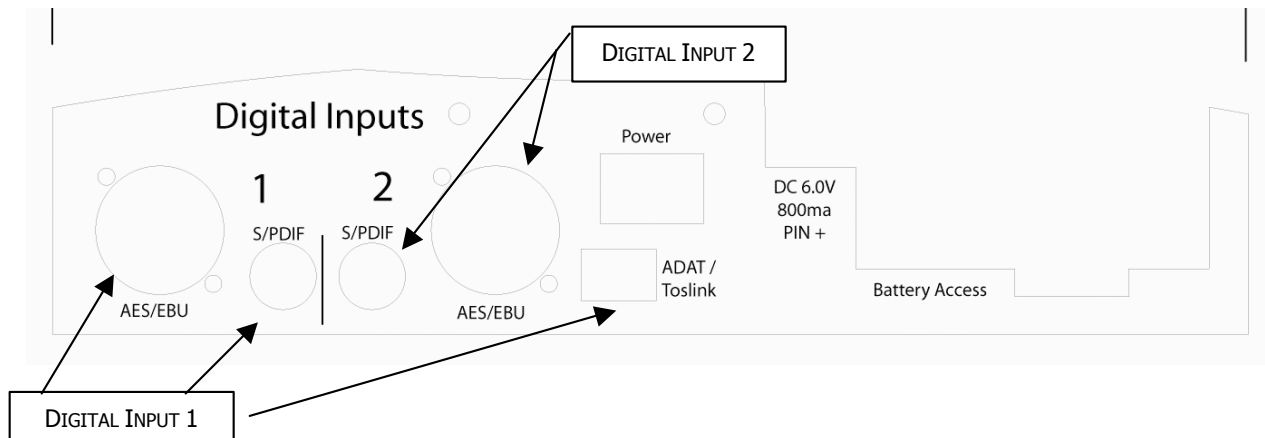 DIGITAL INPUT 2
Digital Inputs
Power
1
2
DC 6.0V
800ma
PIN +
S/PDIF
S/PDIF
ADAT /
Toslink
Battery Access
AES/EBU
AES/EBU
DIGITAL INPUT 1